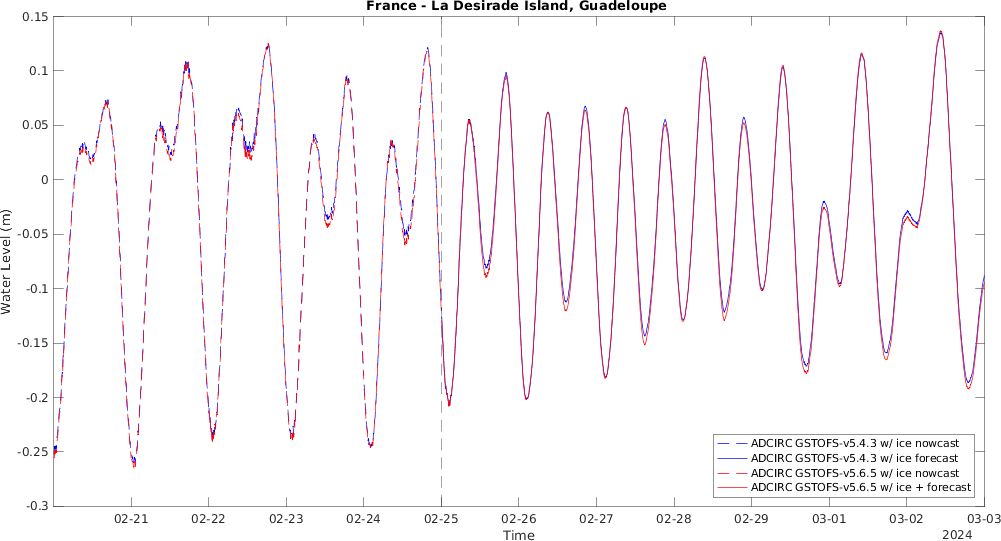 France - La Desirade Island, Guadeloupe
Water Level (m)
0.15
0.1
0.05
0
-0.05
-0.1
-0.15
-0.2
-0.25
-0.3
ADCIRC GSTOFS-v5.4.3 w/ ice nowcast
ADCIRC GSTOFS-v5.4.3 w/ ice forecast
ADCIRC GSTOFS-v5.6.5 w/ ice nowcast
ADCIRC GSTOFS-v5.6.5 w/ ice + forecast
02-21 02-22 02-23 02-24 02-25 02-26 02-27 02-28 02-29 03-01 03-02 03-03
Time
2024